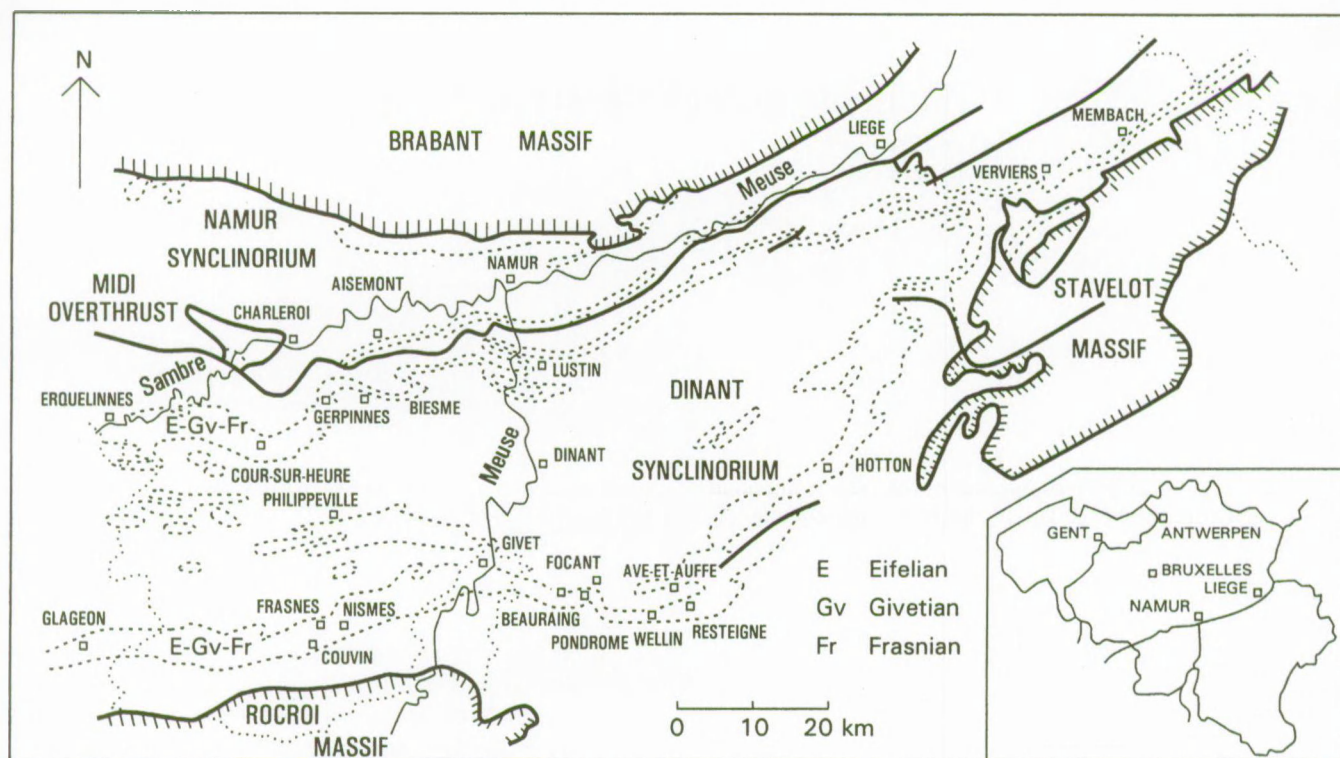 N
BRABANT MASSIF
LIEGE
MEMBACH
VERVIERS
Meuse
NAMUR
SYNCLINORIUM
NAMUR
AISEMONT
MIDI
OVERTHRUST
CHARLEROI
STAVELOT
MASSIF
Sambre
LUSTIN
DINANT
SYNCLINORIUM
ERQUELINNES
E-Gv-Fr
GERPINNES
BIESME
Meuse
DINANT
HOTTON
COUR-SUR-HEURE
PHILIPPEVILLE
GIVET
FOCANT
AVE-ET-AUFFE
FRASNES
NISMES
BEAURAING
PONDROME
WELLIN
RESTEIGNE
GLAGEON
E-Gv-Fr
COUVIN
ROCROI
MASSIF
E Eifelian
Gv Givetian
Fr Frasnian
0 10 20 km
GENT
ANTWERPEN
BRUXELLES
LIEGE
NAMUR